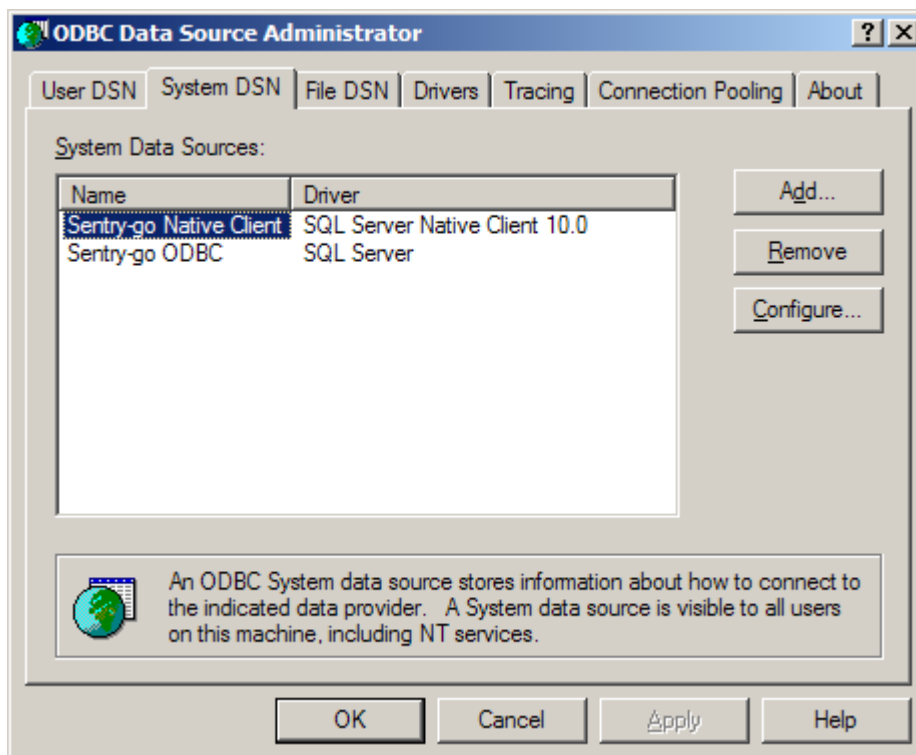 ODBC Data Source Administrator
User DSN System DSN File DSN Drivers Tracing Connection Pooling About
System Data Sources:
Name Driver
Sentry-go Native Client SQL Server Native Client 10.0
Sentry-go ODBC SQL Server
Add...
Remove
Configure...
An ODBC System data source stores information about how to connect to
the indicated data provider. A System data source is visible to all users
on this machine, including NT services.
OK Cancel Apply Help